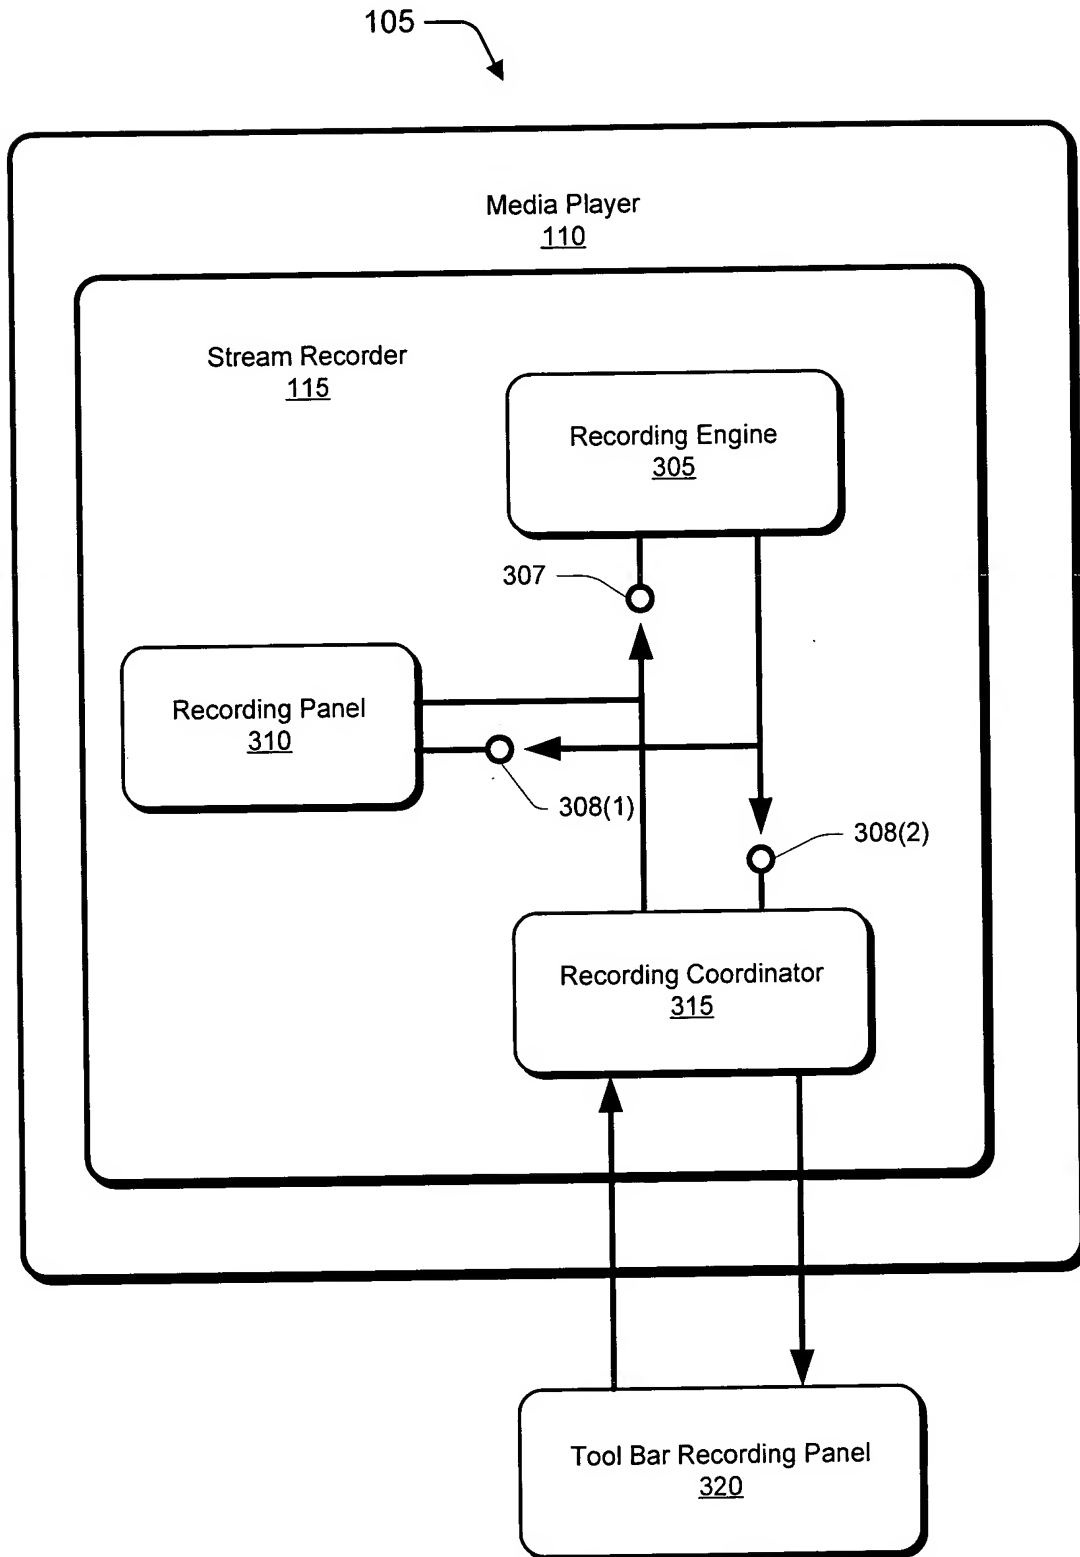 105
Media Player
110
Stream Recorder
115
Recording Engine
305
307
Recording Panel
310
308(1)
308(2)
Recording Coordinator
315
Tool Bar Recording Panel
320